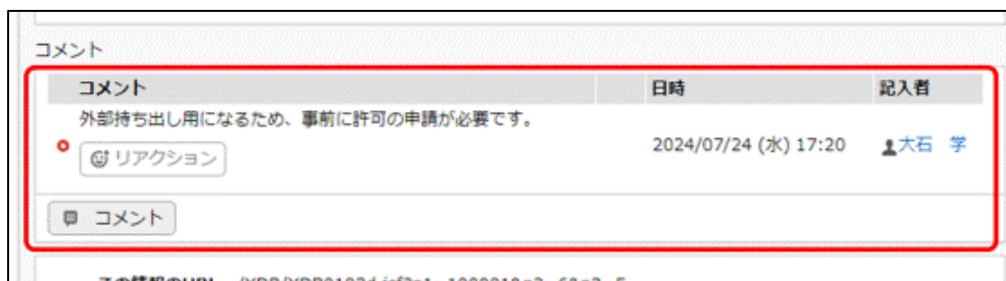 コメント
コメント 日時 記入者
外部持ち出し用になるため、事前に許可の申請が必要です。
リアクション 2024/07/24 (水) 17:20 大石 学
コメント